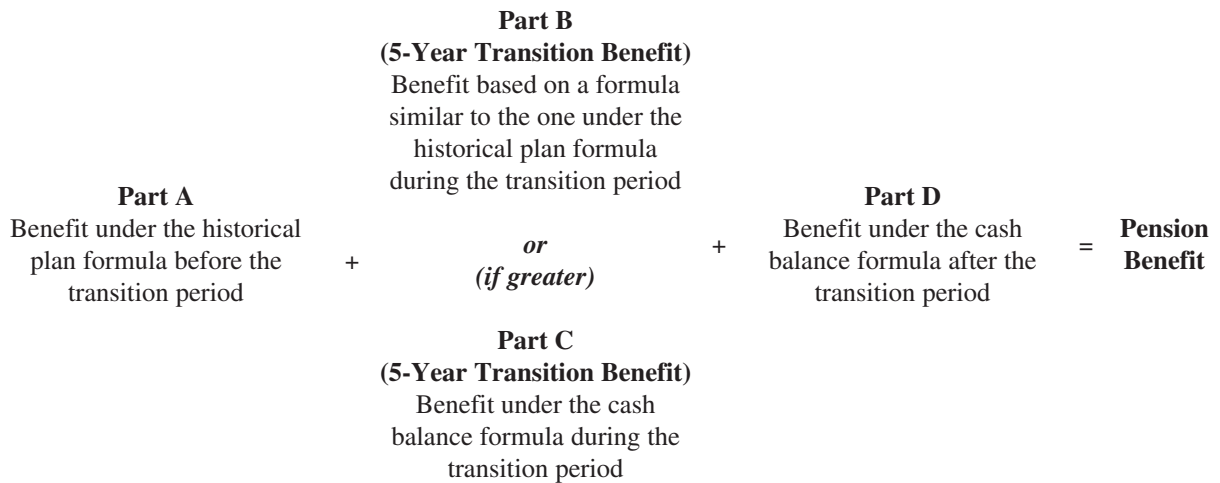 Part A
Benefit under the historical
plan formula before the
transition period
+
Part B
(5-Year Transition Benefit)
Benefit based on a formula
similar to the one under the
historical plan formula
during the transition period
or
(if greater)
Part C
(5-Year Transition Benefit)
Benefit under the cash
balance formula during the
transition period
+
Part D
Benefit under the cash
balance formula after the
transition period
=
Pension
Benefit